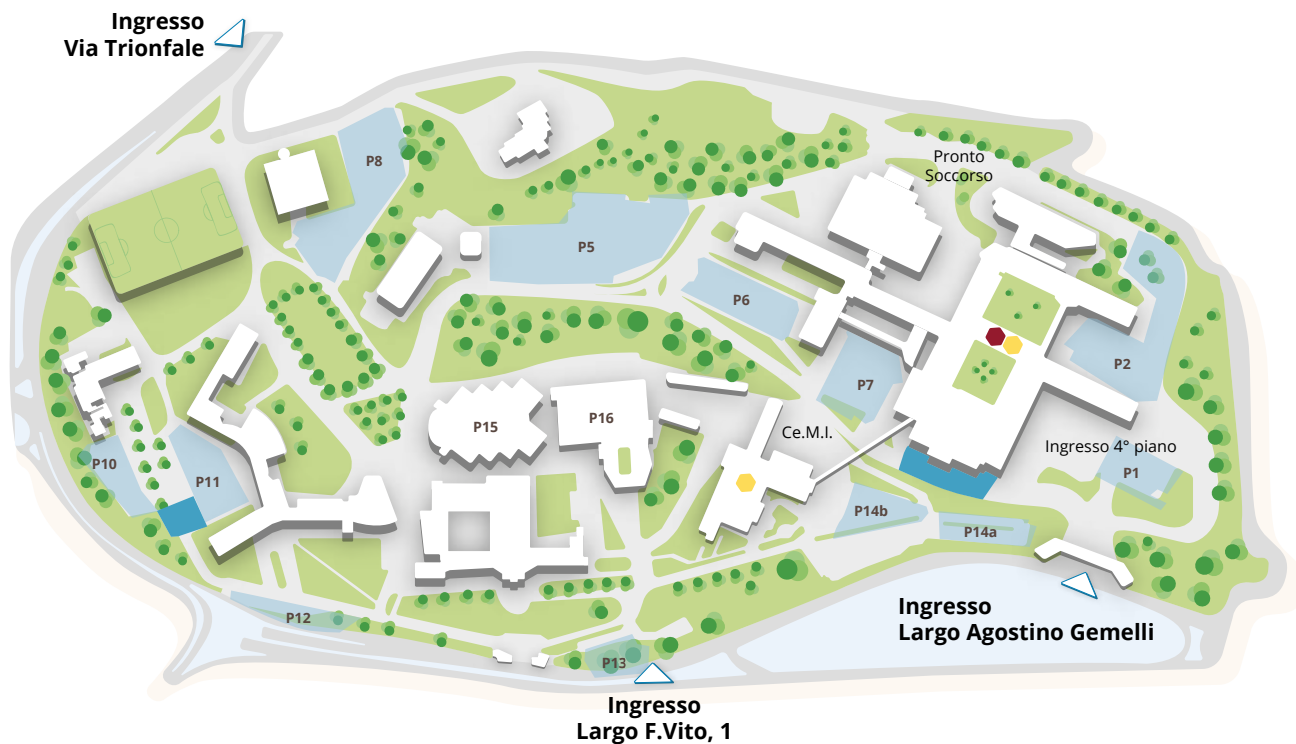 Ingresso
Via Trionfale
P8
Pronto
Soccorso
P5
P6
P2
P7
P15
P16
Ce.M.I.
Ingresso 4° piano
P10
P11
P1
P14b
P14a
P12
Ingresso
Largo Agostino Gemelli
P13
Ingresso
Largo F.Vito, 1